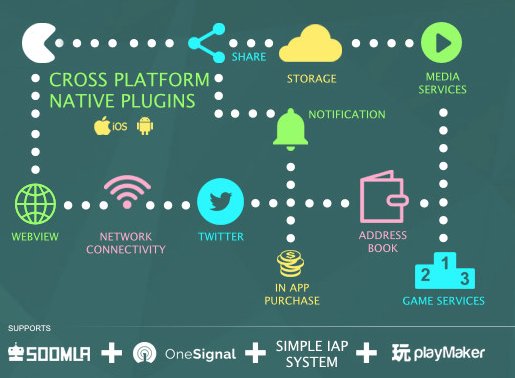 SHARE
STORAGE
MEDIA
SERVICES
CROSS PLATFORM
NATIVE PLUGINS
iOS
NOTIFICATION
WEBVIEW
NETWORK
CONNECTIVITY
TWITTER
ADDRESS
BOOK
IN APP
PURCHASE
2 1 3
GAME SERVICES
SUPPORTS
SOOMLA + OneSignal + SIMPLE IAP
SYSTEM + 玩 playMaker